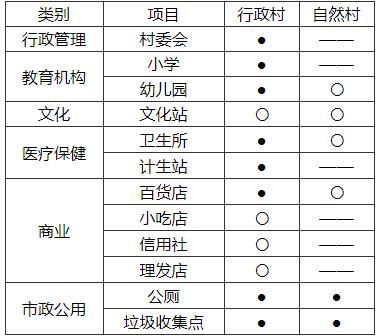 类别 项目 行政村 自然村
行政管理 村委会 ● ——
教育机构 小学 ● ——
幼儿园 ● ○
文化 文化站 ○ ○
医疗保健 卫生所 ● ○
计生站 ● ——
商业 百货店 ● ○
小吃店 ○ ——
信用社 ○ ——
理发店 ○ ——
市政公用 公厕 ● ●
垃圾收集点 ● ●